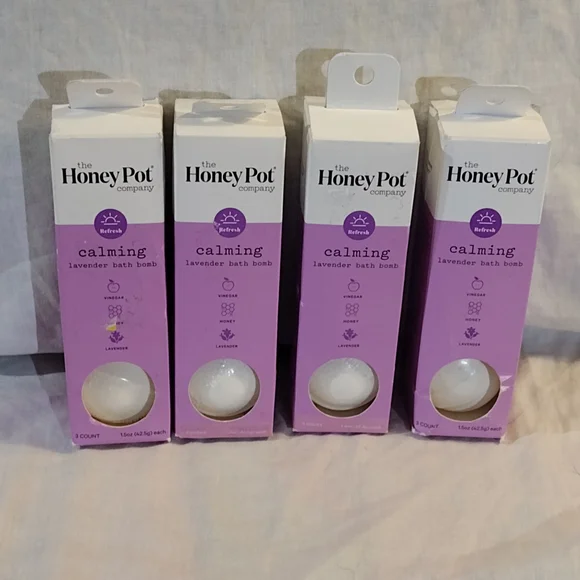 the
Honey Pot®
company
Refresh
calming
lavender bath bomb
VINEGAR
LAVENDER
3 COUNT
1.5oz (42.5g) each
the
Honey Pot®
company
Refresh
calming
lavender bath bomb
VINEGAR
HONEY
LAVENDER
the
Honey Pot®
company
Refresh
calming
lavender bath bomb
VINEGAR
HONEY
LAVENDER
the
Honey Pot®
company
Refresh
calming
lavender bath bomb
VINEGAR
HONEY
LAVENDER
3 COUNT
1.5oz (42.5g) each